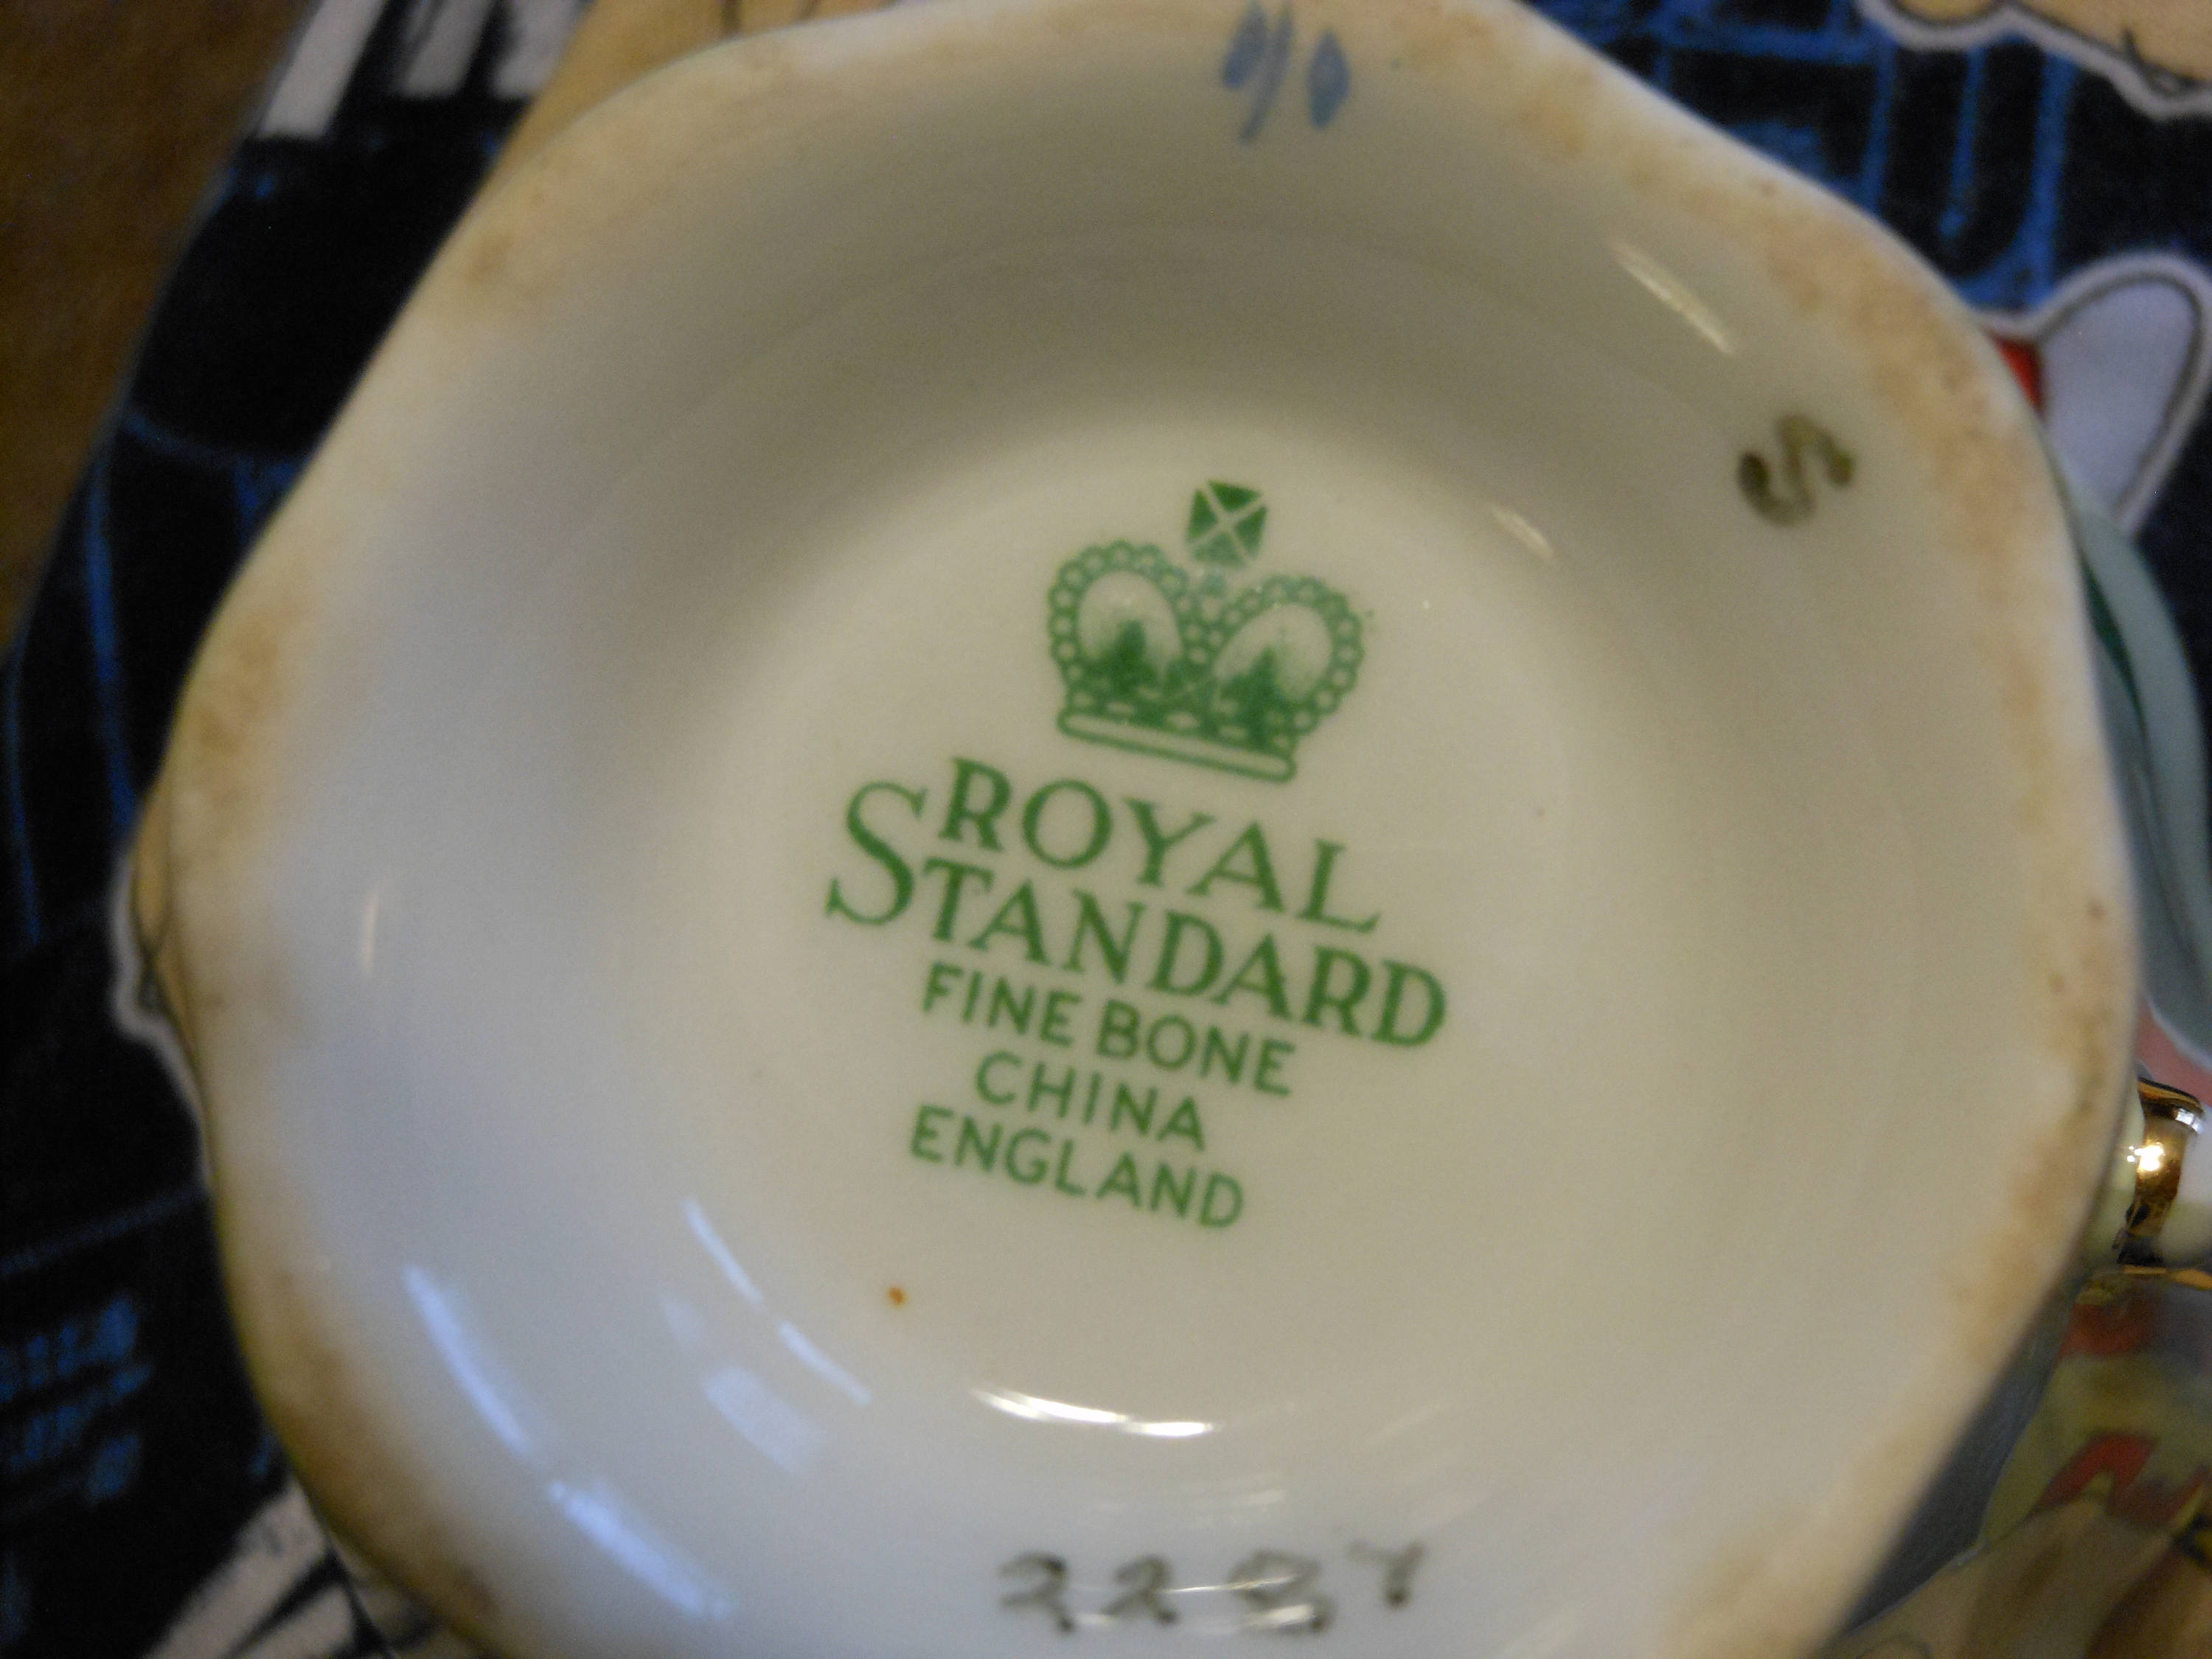 ROYAL
STANDARD
FINE BONE
CHINA
ENGLAND
S